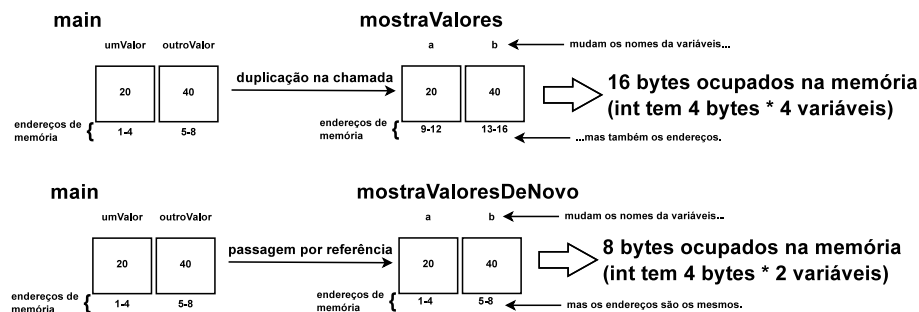 main
mostraValores
umValor outroValor
a b
mudam os nomes da variáveis...
duplicação na chamada
20 40
20 40
16 bytes ocupados na memória
(int tem 4 bytes * 4 variáveis)
endereços de
memória { 1-4 5-8
endereços de
memória { 9-12 13-16
...mas também os endereços.
main
mostraValoresDeNovo
umValor outroValor
a b
mudam os nomes da variáveis...
passagem por referência
20 40
20 40
8 bytes ocupados na memória
(int tem 4 bytes * 2 variáveis)
endereços de
memória { 1-4 5-8
endereços de
memória { 1-4 5-8
mas os endereços são os mesmos.